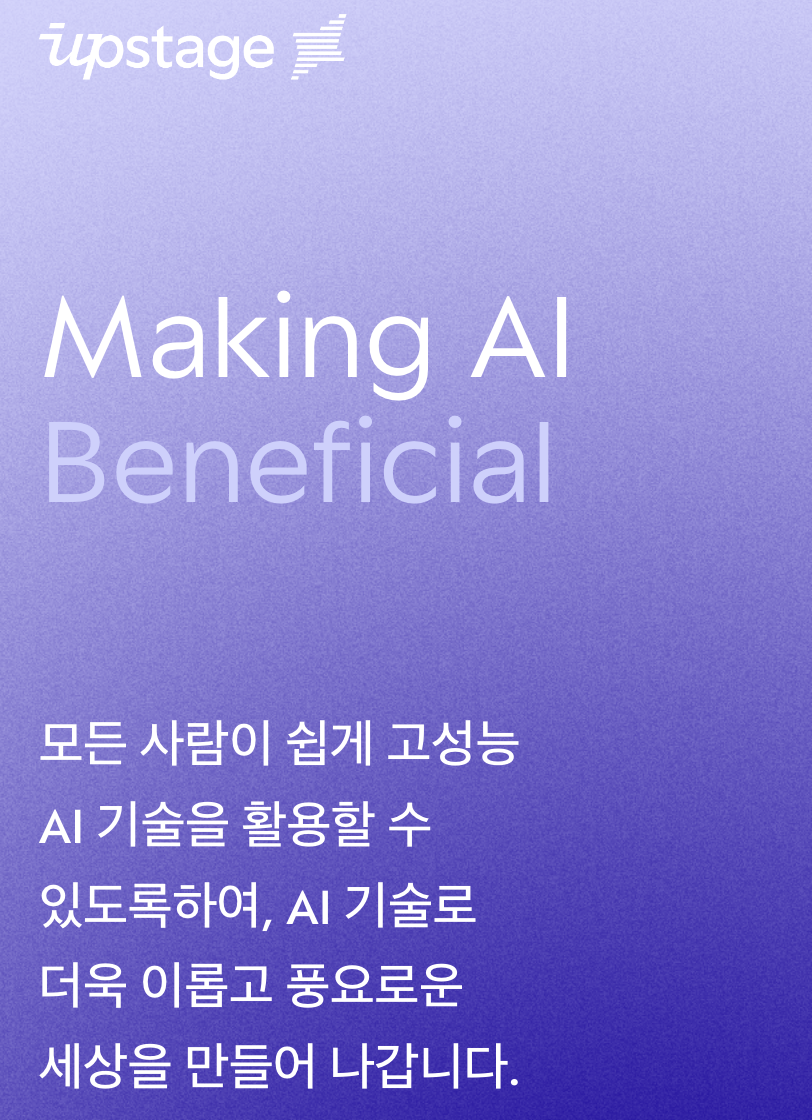 upstage
Making AI
Beneficial
모든 사람이 쉽게 고성능
AI 기술을 활용할 수
있도록하여, AI 기술로
더욱 이롭고 풍요로운
세상을 만들어 나갑니다.